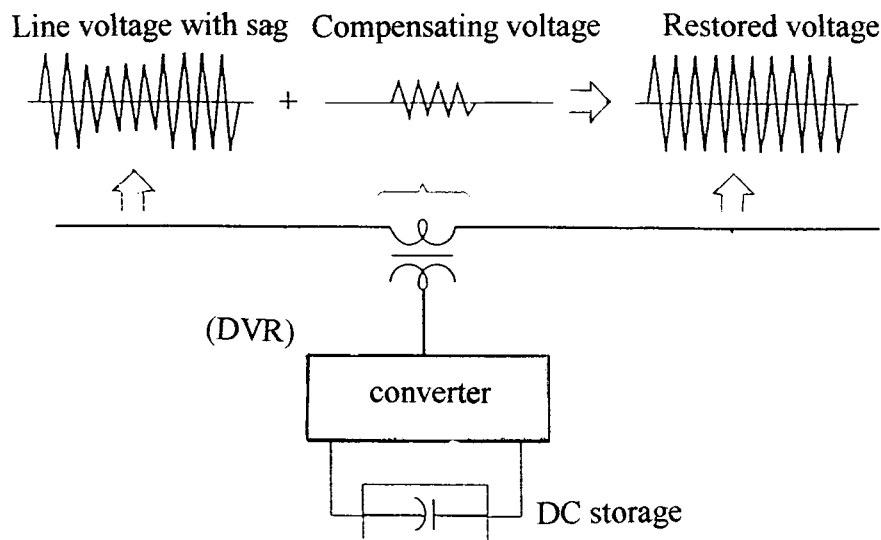 Line voltage with sag
Compensating voltage
Restored voltage
+
(DVR)
converter
DC storage